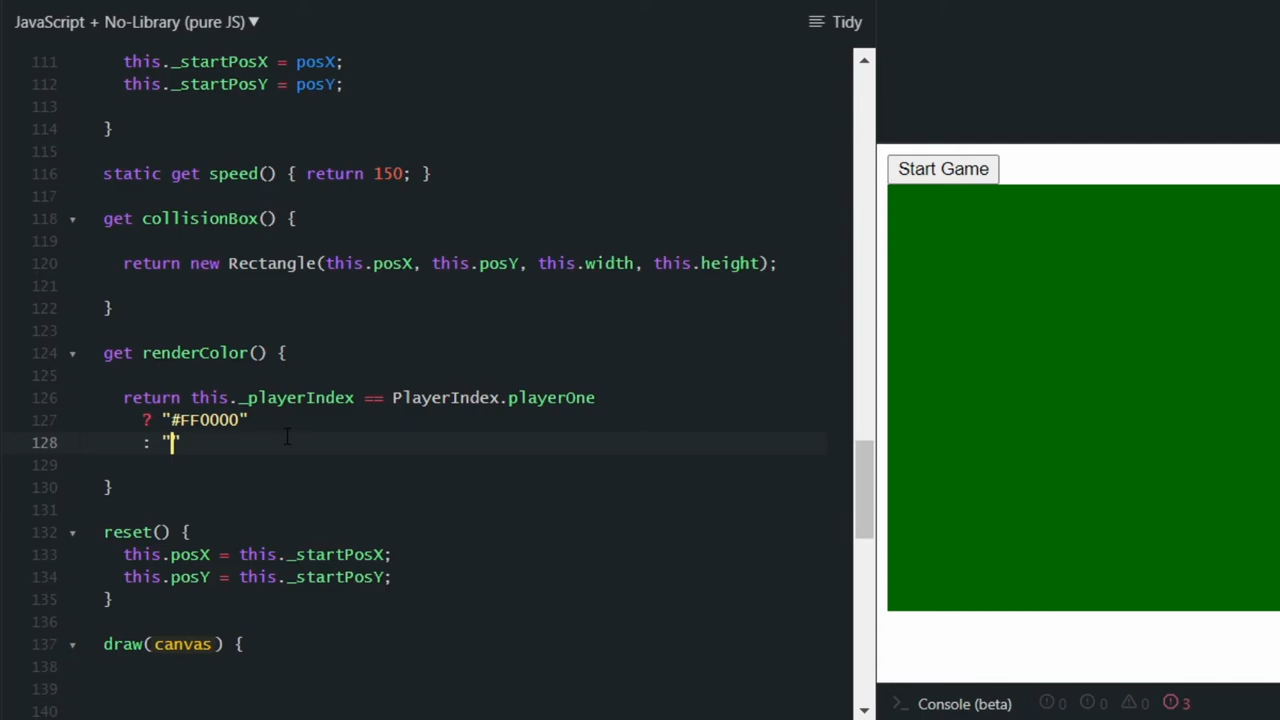 JavaScript + No-Library (pure JS) ▼
Tidy
111 this._startPosX = posX;
112 this._startPosY = posY;
113
114 }
115
116 static get speed() { return 150; }
117
118 get collisionBox() {
119
120 return new Rectangle(this.posX, this.posY, this.width, this.height);
121
122 }
123
124 get renderColor() {
125
126 return this._playerIndex == PlayerIndex.playerOne
127 ? "#FF0000"
128 : ""
129
130 }
131
132 reset() {
133 this.posX = this._startPosX;
134 this.posY = this._startPosY;
135 }
136
137 draw(canvas) {
138
139
140
Start Game
>_ Console (beta) 0 0 0 3